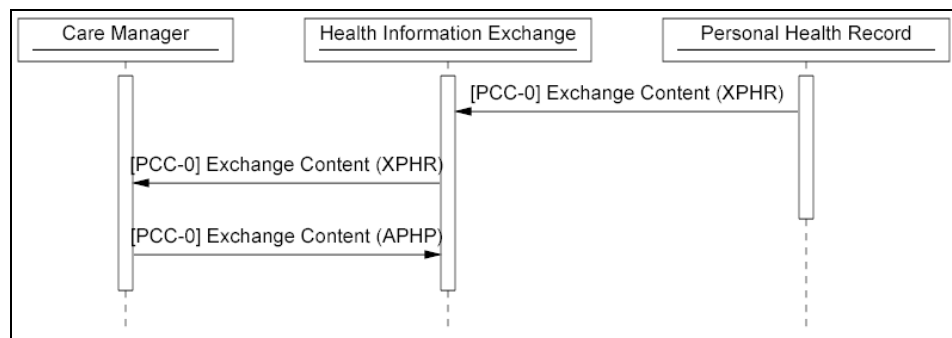 Care Manager
Health Information Exchange
Personal Health Record
[PCC-0] Exchange Content (XPHR)
[PCC-0] Exchange Content (XPHR)
[PCC-0] Exchange Content (APHP)